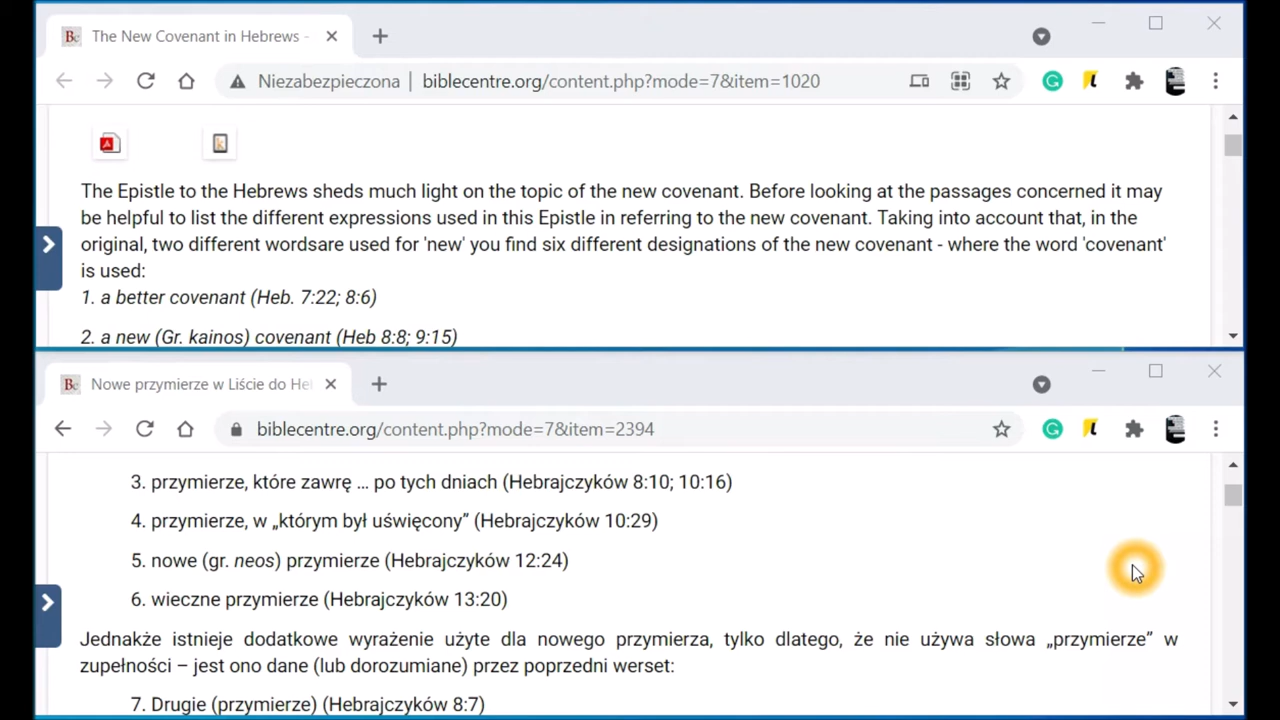 The New Covenant in Hebrews -
Niezabezpieczona | biblecentre.org/content.php?mode=7&item=1020
The Epistle to the Hebrews sheds much light on the topic of the new covenant. Before looking at the passages concerned it may
be helpful to list the different expressions used in this Epistle in referring to the new covenant. Taking into account that, in the
original, two different wordsare used for 'new' you find six different designations of the new covenant - where the word 'covenant'
is used:
1. a better covenant (Heb. 7:22; 8:6)
2. a new (Gr. kainos) covenant (Heb 8:8; 9:15)
Nowe przymierze w Liście do He
biblecentre.org/content.php?mode=7&item=2394
3. przymierze, które zawrę ... po tych dniach (Hebrajczyków 8:10; 10:16)
4. przymierze, w „którym był uświęcony” (Hebrajczyków 10:29)
5. nowe (gr. neos) przymierze (Hebrajczyków 12:24)
6. wieczne przymierze (Hebrajczyków 13:20)
Jednakże istnieje dodatkowe wyrażenie użyte dla nowego przymierza, tylko dlatego, że nie używa słowa „przymierze” w
zupełności – jest ono dane (lub dorozumiane) przez poprzedni werset:
7. Drugie (przymierze) (Hebrajczyków 8:7)